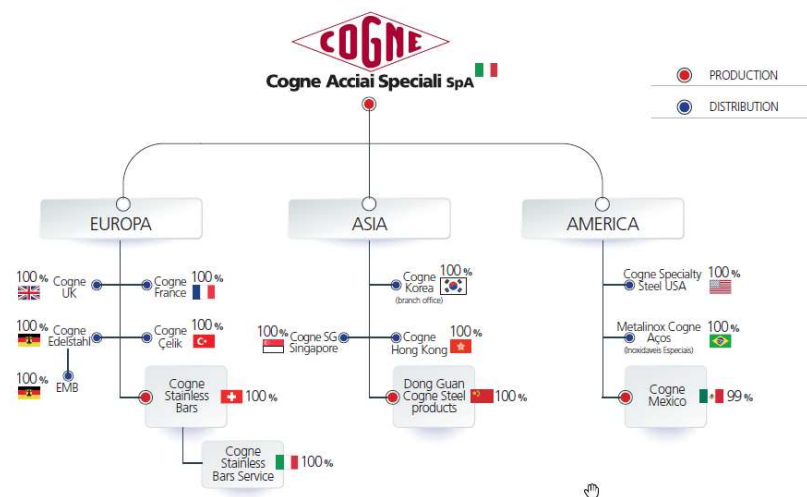 COGNE
Cogne Acciai Speciali SpA
PRODUCTION
DISTRIBUTION
EUROPA
ASIA
AMERICA
100 %
Cogne
UK
Cogne
France
100 %
100 %
Cogne
Edelstahl
Cogne
Çelik
100 %
100 %
EMB
Cogne
Stainless
Bars
100 %
Cogne
Stainless
Bars Service
100 %
Cogne
Korea
(branch office)
100 %
100 %
Cogne SG
Singapore
Cogne
Hong Kong
100 %
Dong Guan
Cogne Steel
products
100 %
Cogne Specialty
Steel USA
100 %
Metalinox Cogne
Aços
(Inoxidaveis Especiais)
100 %
Cogne
Mexico
99 %